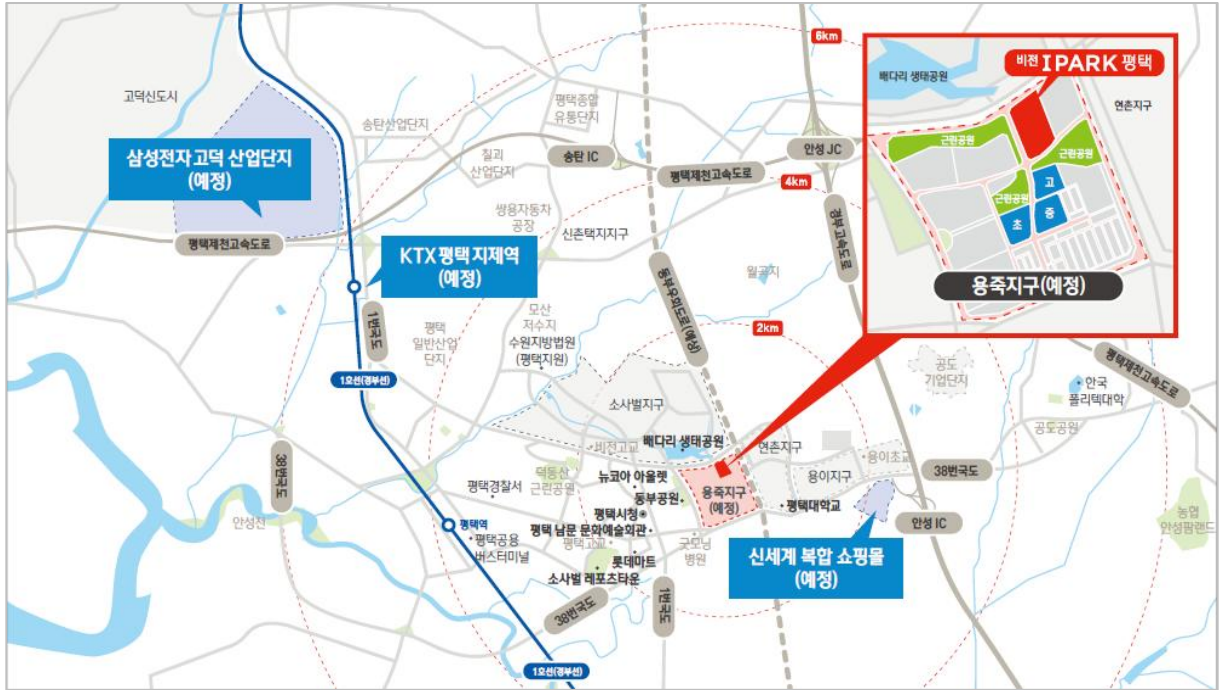 6km
고덕신도시
평택종합
유통단지
송탄산업단지
삼성전자 고덕 산업단지
(예정)
칠괴
산업단지
송탄 IC
안성 JC
평택제천고속도로
4km
쌍용자동차
공장
신촌택지지구
경부고속도로
평택제천고속도로
KTX 평택 지제역
(예정)
월곡지
동부우회도로(예상)
1번국도
평택
일반산업
단지
모산
저수지
수원지방법원
(평택지원)
2km
1호선(경부선)
비전 IPARK 평택
배다리 생태공원
연촌지구
근린공원
근린공원
근린공원
고
초
중
용죽지구(예정)
공도
기업단지
평택제천고속도로
안국
폴리텍대학
공도공원
소사벌지구
비전고교
배다리 생태공원
연촌지구
용이초교
38번국도
38번국도
안성천
평택경찰서
덕동산
근린공원
뉴코아 아울렛
동부공원
용죽지구
(예정)
용이지구
평택대학교
평택시청
평택 남문 문화예술회관
안성 IC
농협
안성팜랜드
평택역
평택공용
버스터미널
평택고교
롯데마트
굿모닝
병원
신세계 복합 쇼핑몰
(예정)
소사벌 레포츠타운
38번국도
1번국도
1호선(경부선)